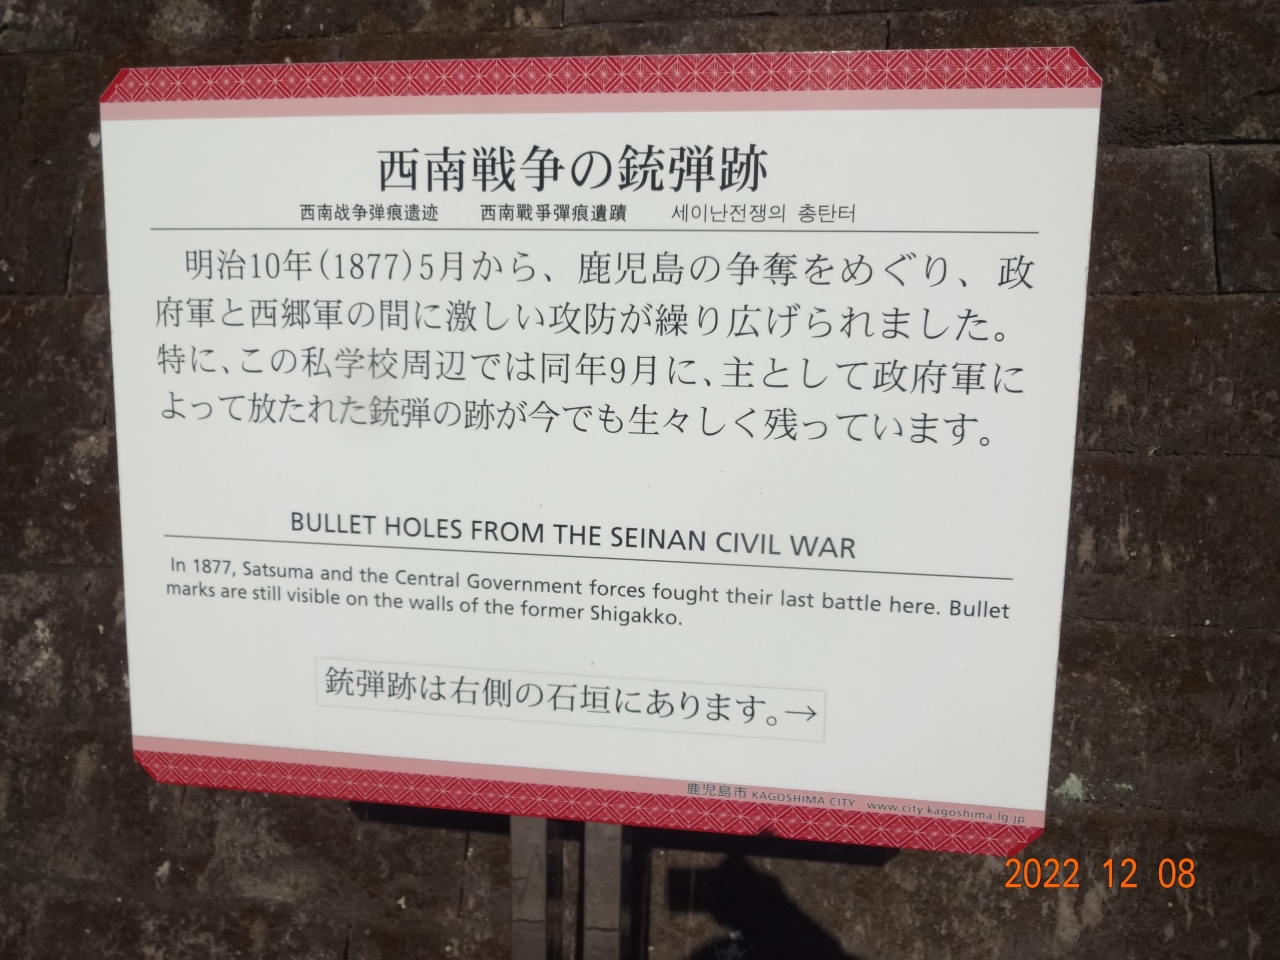 西南戦争の銃弾跡
西南战争弹痕遗迹 西南戰爭彈痕遺蹟 세이난전쟁의 총탄터
明治10年(1877)5月から、鹿児島の争奪をめぐり、政
府軍と西郷軍の間に激しい攻防が繰り広げられました。
特に、この私学校周辺では同年9月に、主として政府軍に
よって放たれた銃弾の跡が今でも生々しく残っています。
BULLET HOLES FROM THE SEINAN CIVIL WAR
In 1877, Satsuma and the Central Government forces fought their last battle here. Bullet
marks are still visible on the walls of the former Shigakko.
銃弾跡は右側の石垣にあります。→
鹿児島市 KAGOSHIMA CITY www.city.kagoshima.lg.jp
2022 12 08